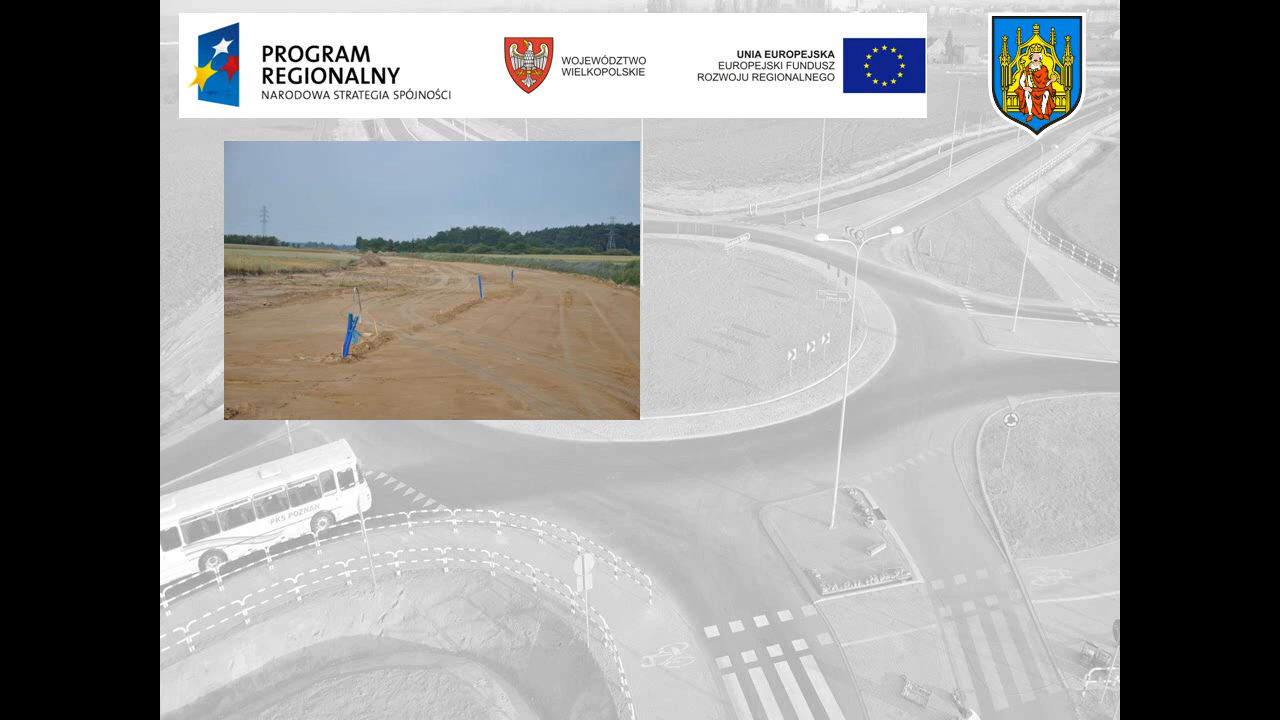 PROGRAM
REGIONALNY
NARODOWA STRATEGIA SPÓJNOŚCI
WOJEWÓDZTWO
WIELKOPOLSKIE
UNIA EUROPEJSKA
EUROPEJSKI FUNDUSZ
ROZWOJU REGIONALNEGO
PKS POZNAŃ